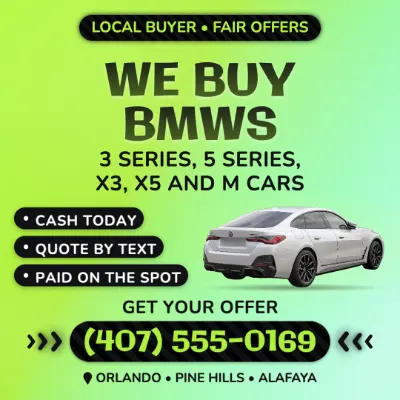 LOCAL BUYER • FAIR OFFERS
WE BUY
BMWS
3 SERIES, 5 SERIES,
X3, X5 AND M CARS
• CASH TODAY
• QUOTE BY TEXT
• PAID ON THE SPOT
GET YOUR OFFER
(407) 555-0169
ORLANDO • PINE HILLS • ALAFAYA